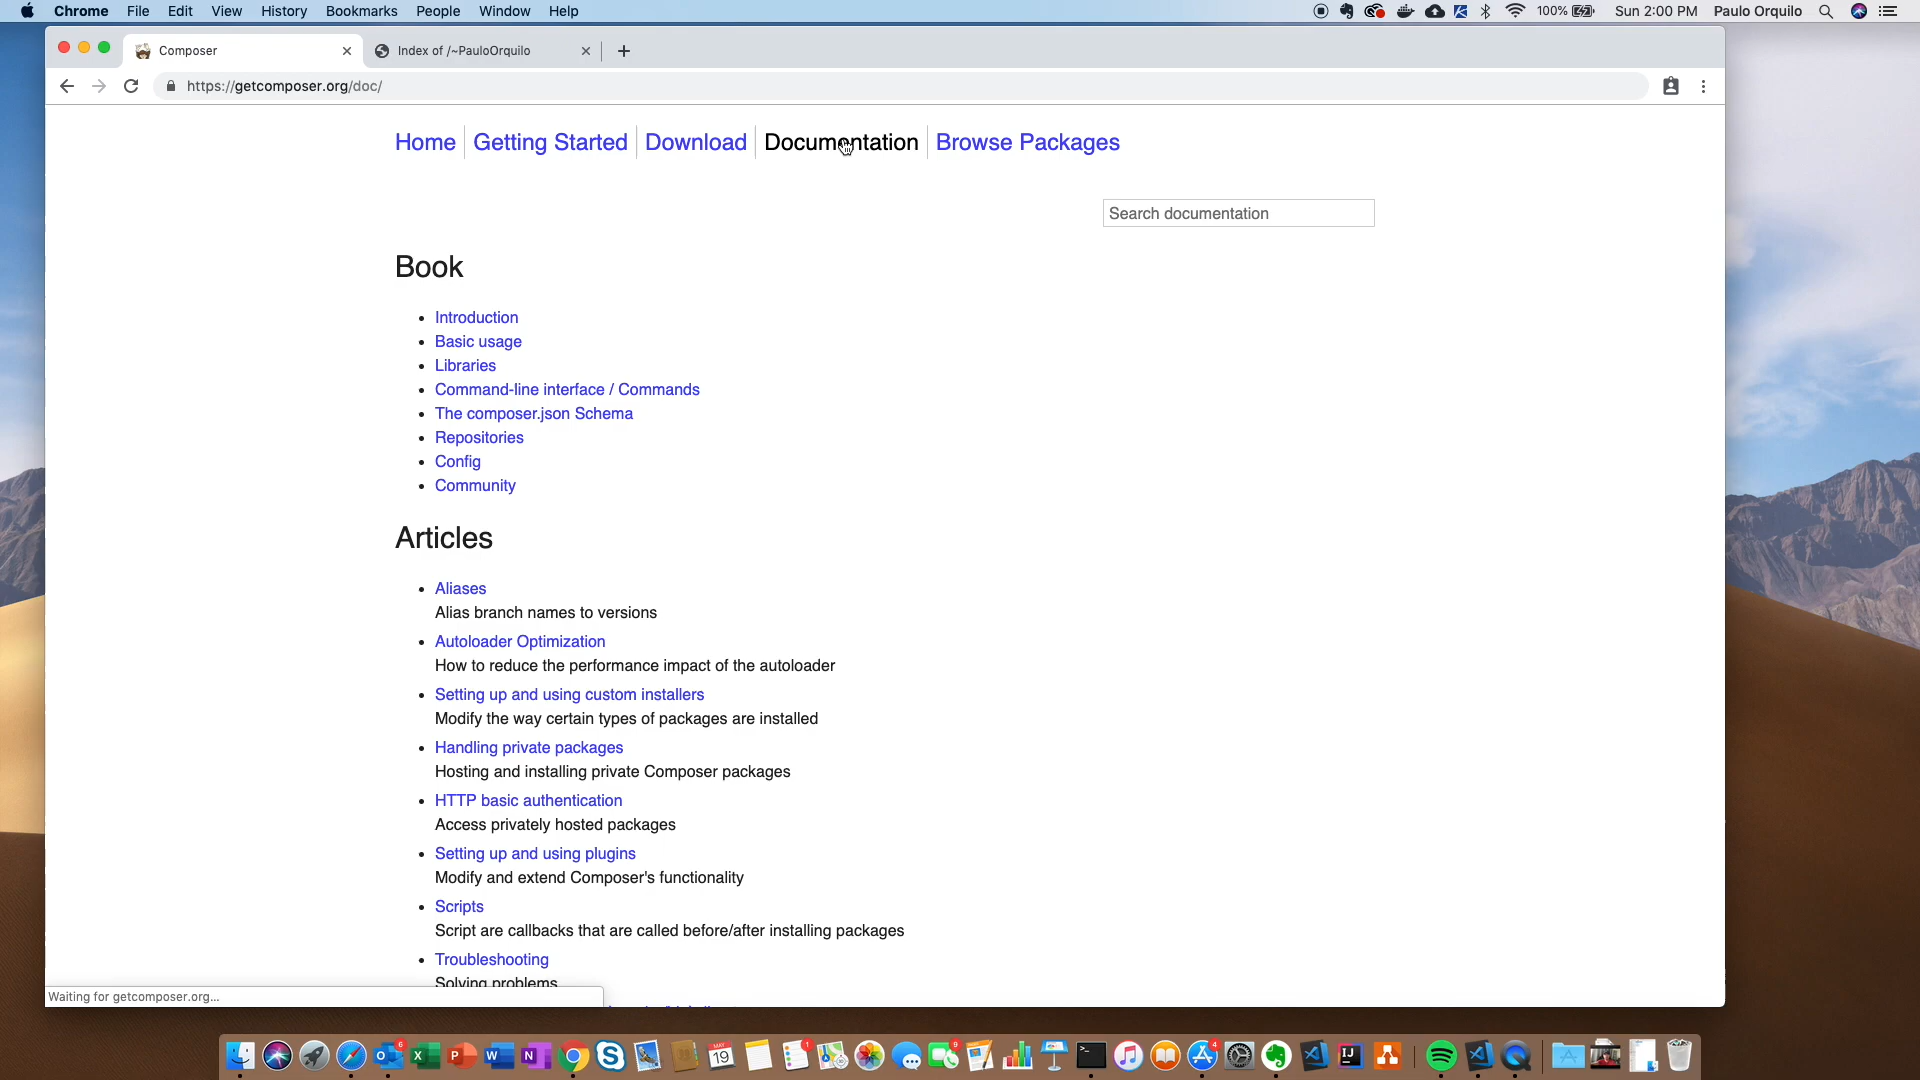 Chrome File Edit View History Bookmarks People Window Help 100% Sun 2:00 PM Paulo Orquilo
Composer Index of /~PauloOrquilo
https://getcomposer.org/doc/
Home Getting Started Download Documentation Browse Packages
Search documentation
Book
Introduction
Basic usage
Libraries
Command-line interface / Commands
The composer.json Schema
Repositories
Config
Community
Articles
Aliases
Alias branch names to versions
Autoloader Optimization
How to reduce the performance impact of the autoloader
Setting up and using custom installers
Modify the way certain types of packages are installed
Handling private packages
Hosting and installing private Composer packages
HTTP basic authentication
Access privately hosted packages
Setting up and using plugins
Modify and extend Composer's functionality
Scripts
Script are callbacks that are called before/after installing packages
Troubleshooting
Solving problems
Waiting for getcomposer.org...
6 MAY 19 1 9 4